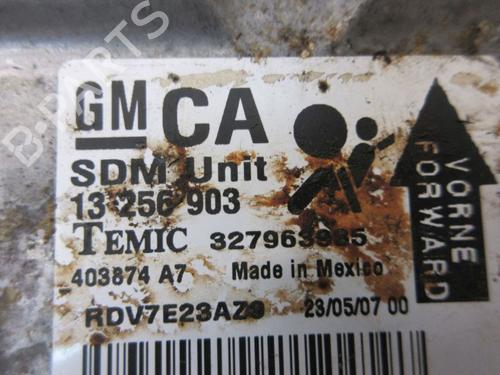 B-PARTS
GM CA
SDM Unit
13 256 903
TEMIC 327963935
403874 A7 Made in Mexico
RDV7E23AZ9 23/05/07 00
VORNE
FORWARD